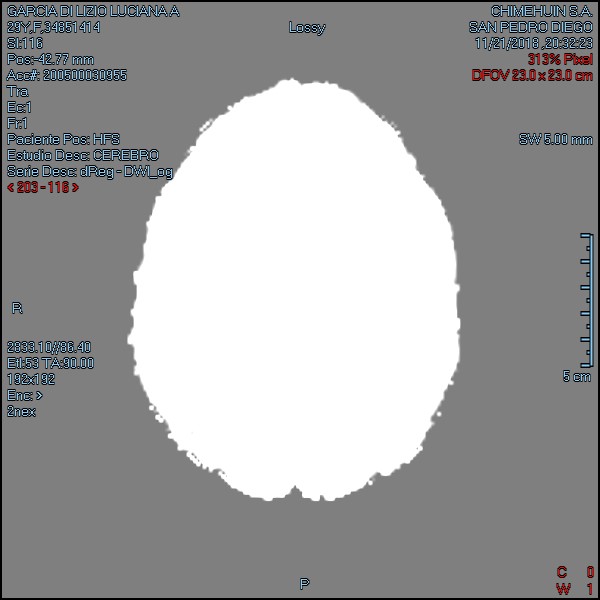 GARCIA DI LIZIO LUCIANA A
29Y,F,34851414
Sl:116
Pos:-42.77 mm
Acc#: 200500030955
Tra
Ec:1
Fr:1
Paciente Pos: HFS
Estudio Desc: CEREBRO
Serie Desc: dReg - DWI_og
< 203 - 116 >
Lossy
CHIMEHUIN S.A.
SAN PEDRO DIEGO
11/21/2018 ,20:32:23
313% Pixel
DFOV 23.0 x 23.0 cm
SW 5.00 mm
R
2833.10//86.40
Etl:53 TA:90.00
192x192
Enc: >
2nex
5 cm
P
C 0
W 1